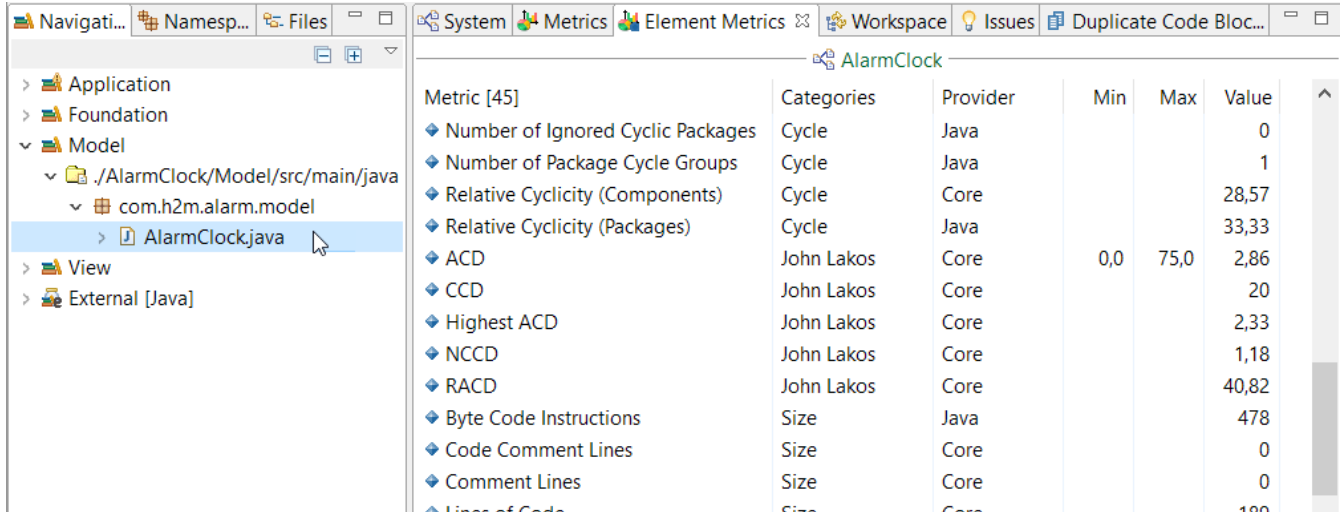 Navigati... Namesp... Files
System Metrics Element Metrics Workspace Issues Duplicate Code Bloc...
Application
Foundation
Model
./AlarmClock/Model/src/main/java
com.h2m.alarm.model
AlarmClock.java
View
External [Java]
AlarmClock
Metric [45] Categories Provider Min Max Value
Number of Ignored Cyclic Packages Cycle Java 0
Number of Package Cycle Groups Cycle Java 1
Relative Cyclicity (Components) Cycle Core 28,57
Relative Cyclicity (Packages) Cycle Java 33,33
ACD John Lakos Core 0,0 75,0 2,86
CCD John Lakos Core 20
Highest ACD John Lakos Core 2,33
NCCD John Lakos Core 1,18
RACD John Lakos Core 40,82
Byte Code Instructions Size Java 478
Code Comment Lines Size Core 0
Comment Lines Size Core 0
Lines of Code Size Core